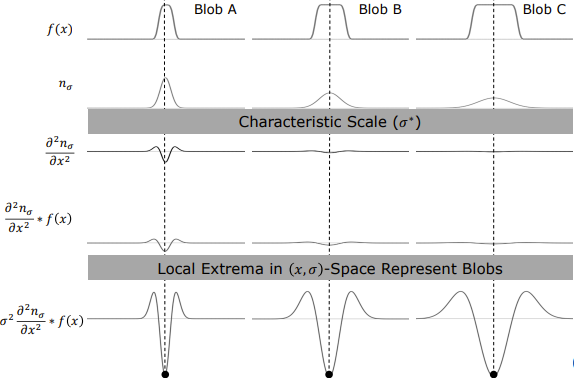 Blob A Blob B Blob C
f(x)
n_σ
Characteristic Scale (σ*)
∂²n_σ/∂x²
∂²n_σ/∂x² * f(x)
Local Extrema in (x, σ)-Space Represent Blobs
σ² ∂²n_σ/∂x² * f(x)